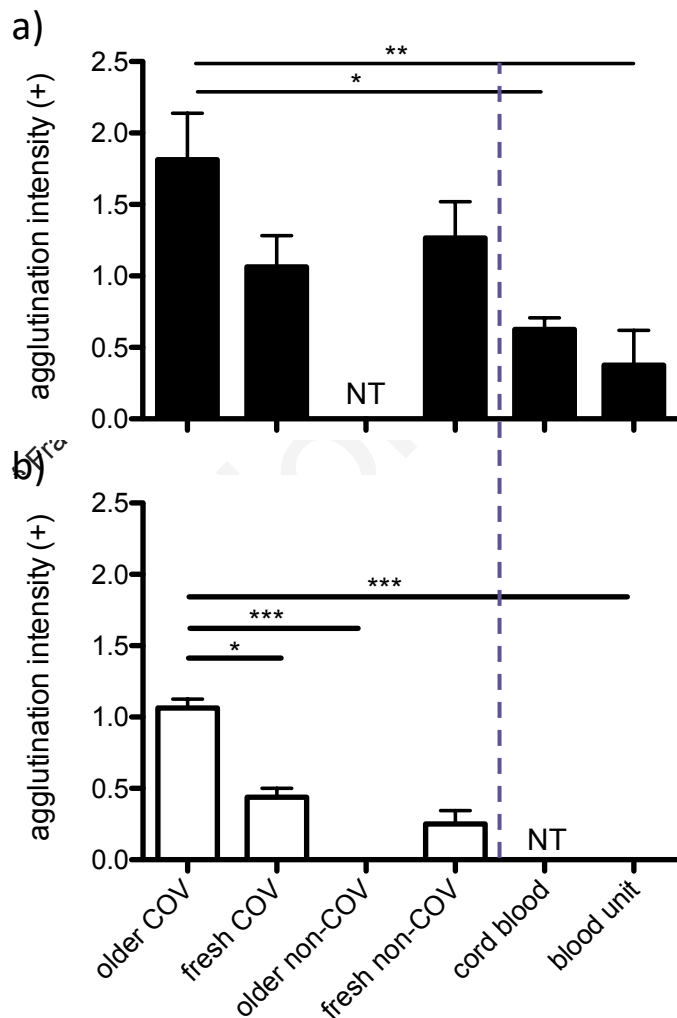 a)
agglutination intensity (+)
2.5
2.0
1.5
1.0
0.5
0.0
**
*
NT
b)
agglutination intensity (+)
2.5
2.0
1.5
1.0
0.5
0.0
***
***
*
NT
older COV
fresh COV
older non-COV
fresh non-COV
cord blood
blood unit